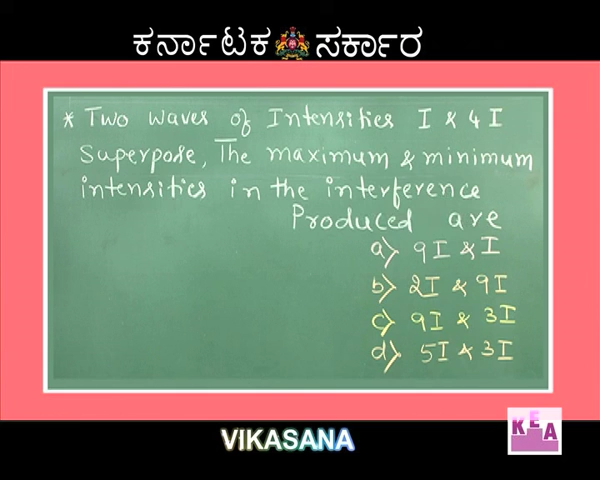 ಕರ್ನಾಟಕ ಸರ್ಕಾರ
* Two waves of Intensities I & 4I
Superpose, The maximum & minimum
intensities in the interference
Produced are
a) 9I & I
b) 2I & 9I
c) 9I & 3I
d) 5I & 3I
KEA
VIKASANA